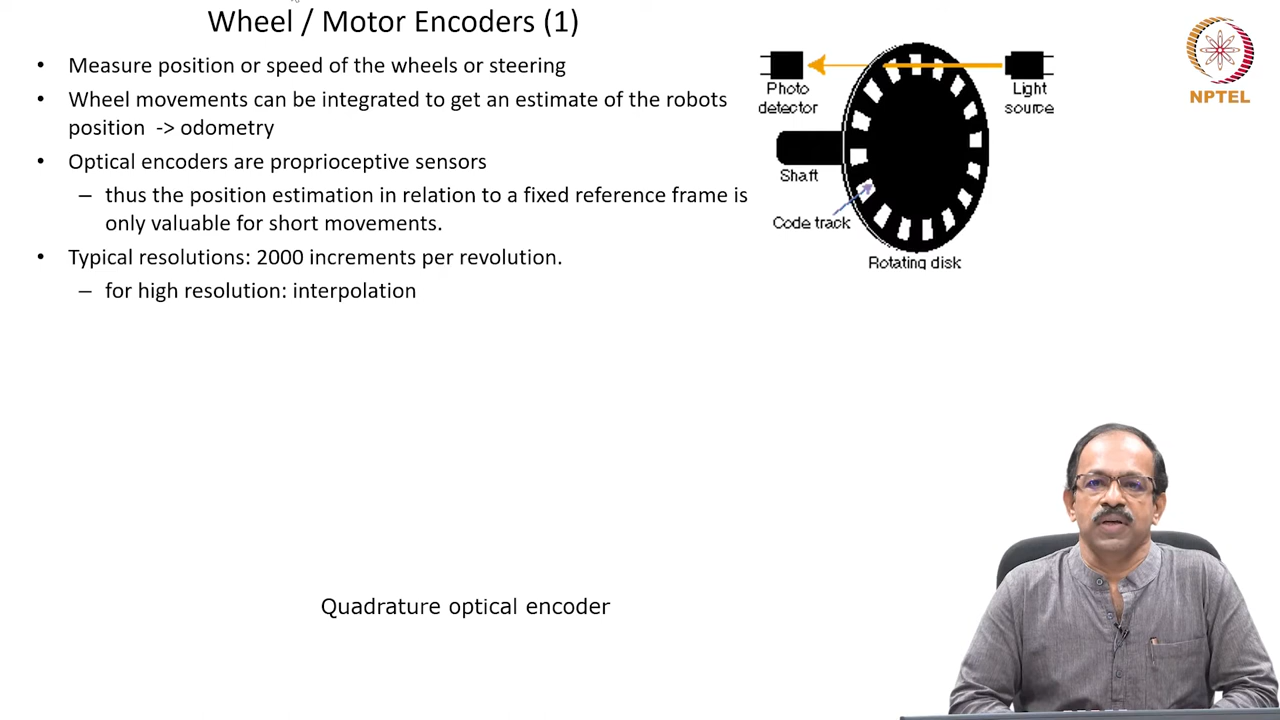 Wheel / Motor Encoders (1)
• Measure position or speed of the wheels or steering
• Wheel movements can be integrated to get an estimate of the robots
position -> odometry
• Optical encoders are proprioceptive sensors
– thus the position estimation in relation to a fixed reference frame is
only valuable for short movements.
• Typical resolutions: 2000 increments per revolution.
– for high resolution: interpolation
Photo
detector
Light
source
Shaft
Code track
Rotating disk
NPTEL
Quadrature optical encoder